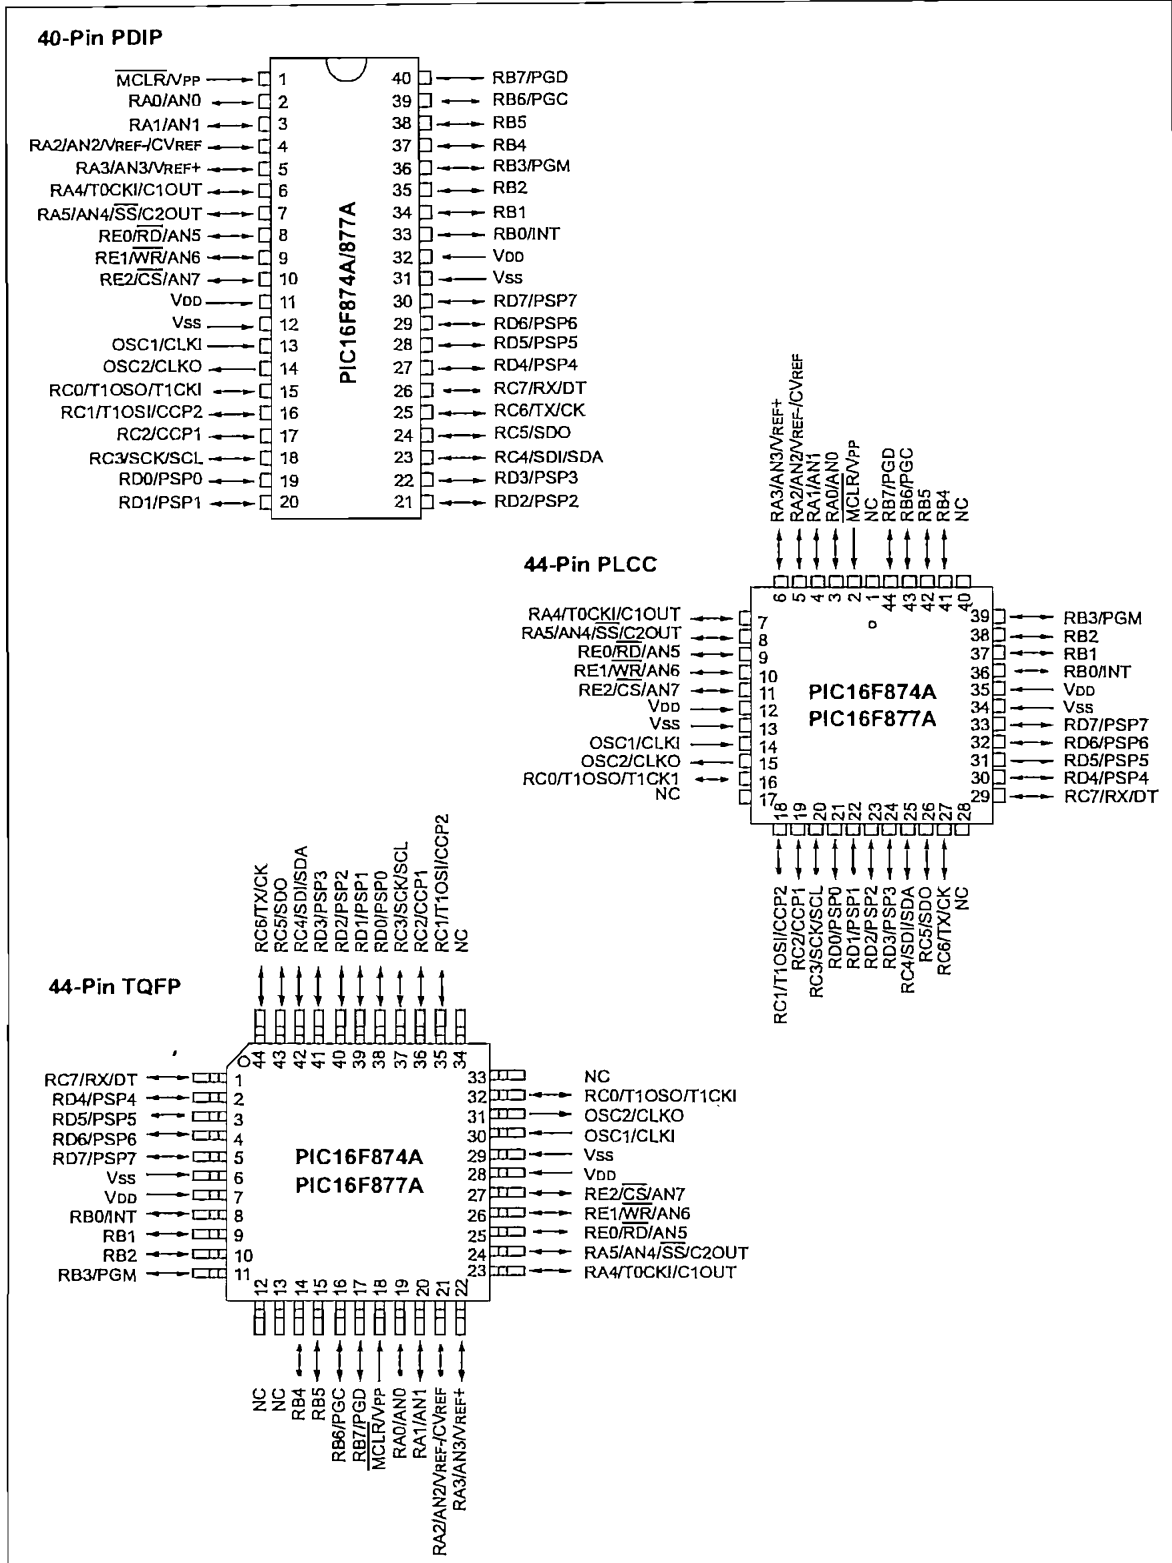 40-Pin PDIP
MCLR/VPP 1
RA0/AN0 2
RA1/AN1 3
RA2/AN2/VREF-/CVREF 4
RA3/AN3/VREF+ 5
RA4/T0CKI/C1OUT 6
RA5/AN4/SS/C2OUT 7
RE0/RD/AN5 8
RE1/WR/AN6 9
RE2/CS/AN7 10
VDD 11
VSS 12
OSC1/CLKI 13
OSC2/CLKO 14
RC0/T1OSO/T1CKI 15
RC1/T1OSI/CCP2 16
RC2/CCP1 17
RC3/SCK/SCL 18
RD0/PSP0 19
RD1/PSP1 20
PIC16F874A/877A
40 RB7/PGD
39 RB6/PGC
38 RB5
37 RB4
36 RB3/PGM
35 RB2
34 RB1
33 RB0/INT
32 VDD
31 VSS
30 RD7/PSP7
29 RD6/PSP6
28 RD5/PSP5
27 RD4/PSP4
26 RC7/RX/DT
25 RC6/TX/CK
24 RC5/SDO
23 RC4/SDI/SDA
22 RD3/PSP3
21 RD2/PSP2
44-Pin PLCC
RA3/AN3/VREF+ 6
RA2/AN2/VREF-/CVREF 5
RA1/AN1 4
RA0/AN0 3
MCLR/VPP 2
NC 1
RB7/PGD 44
RB6/PGC 43
RB5 42
RB4 41
NC 40
RA4/T0CKI/C1OUT 7
RA5/AN4/SS/C2OUT 8
RE0/RD/AN5 9
RE1/WR/AN6 10
RE2/CS/AN7 11
VDD 12
VSS 13
OSC1/CLKI 14
OSC2/CLKO 15
RC0/T1OSO/T1CK1 16
NC 17
PIC16F874A
PIC16F877A
39 RB3/PGM
38 RB2
37 RB1
36 RB0/INT
35 VDD
34 VSS
33 RD7/PSP7
32 RD6/PSP6
31 RD5/PSP5
30 RD4/PSP4
29 RC7/RX/DT
18 RC1/T1OSI/CCP2
19 RC2/CCP1
20 RC3/SCK/SCL
21 RD0/PSP0
22 RD1/PSP1
23 RD2/PSP2
24 RD3/PSP3
25 RC4/SDI/SDA
26 RC5/SDO
27 RC6/TX/CK
28 NC
44-Pin TQFP
RC6/TX/CK 44
RC5/SDO 43
RC4/SDI/SDA 42
RD3/PSP3 41
RD2/PSP2 40
RD1/PSP1 39
RD0/PSP0 38
RC3/SCK/SCL 37
RC2/CCP1 36
RC1/T1OSI/CCP2 35
NC 34
RC7/RX/DT 1
RD4/PSP4 2
RD5/PSP5 3
RD6/PSP6 4
RD7/PSP7 5
VSS 6
VDD 7
RB0/INT 8
RB1 9
RB2 10
RB3/PGM 11
PIC16F874A
PIC16F877A
33 NC
32 RC0/T1OSO/T1CKI
31 OSC2/CLKO
30 OSC1/CLKI
29 VSS
28 VDD
27 RE2/CS/AN7
26 RE1/WR/AN6
25 RE0/RD/AN5
24 RA5/AN4/SS/C2OUT
23 RA4/T0CKI/C1OUT
12 NC
13 NC
14 RB4
15 RB5
16 RB6/PGC
17 RB7/PGD
18 MCLR/VPP
19 RA0/AN0
20 RA1/AN1
21 RA2/AN2/VREF-/CVREF
22 RA3/AN3/VREF+